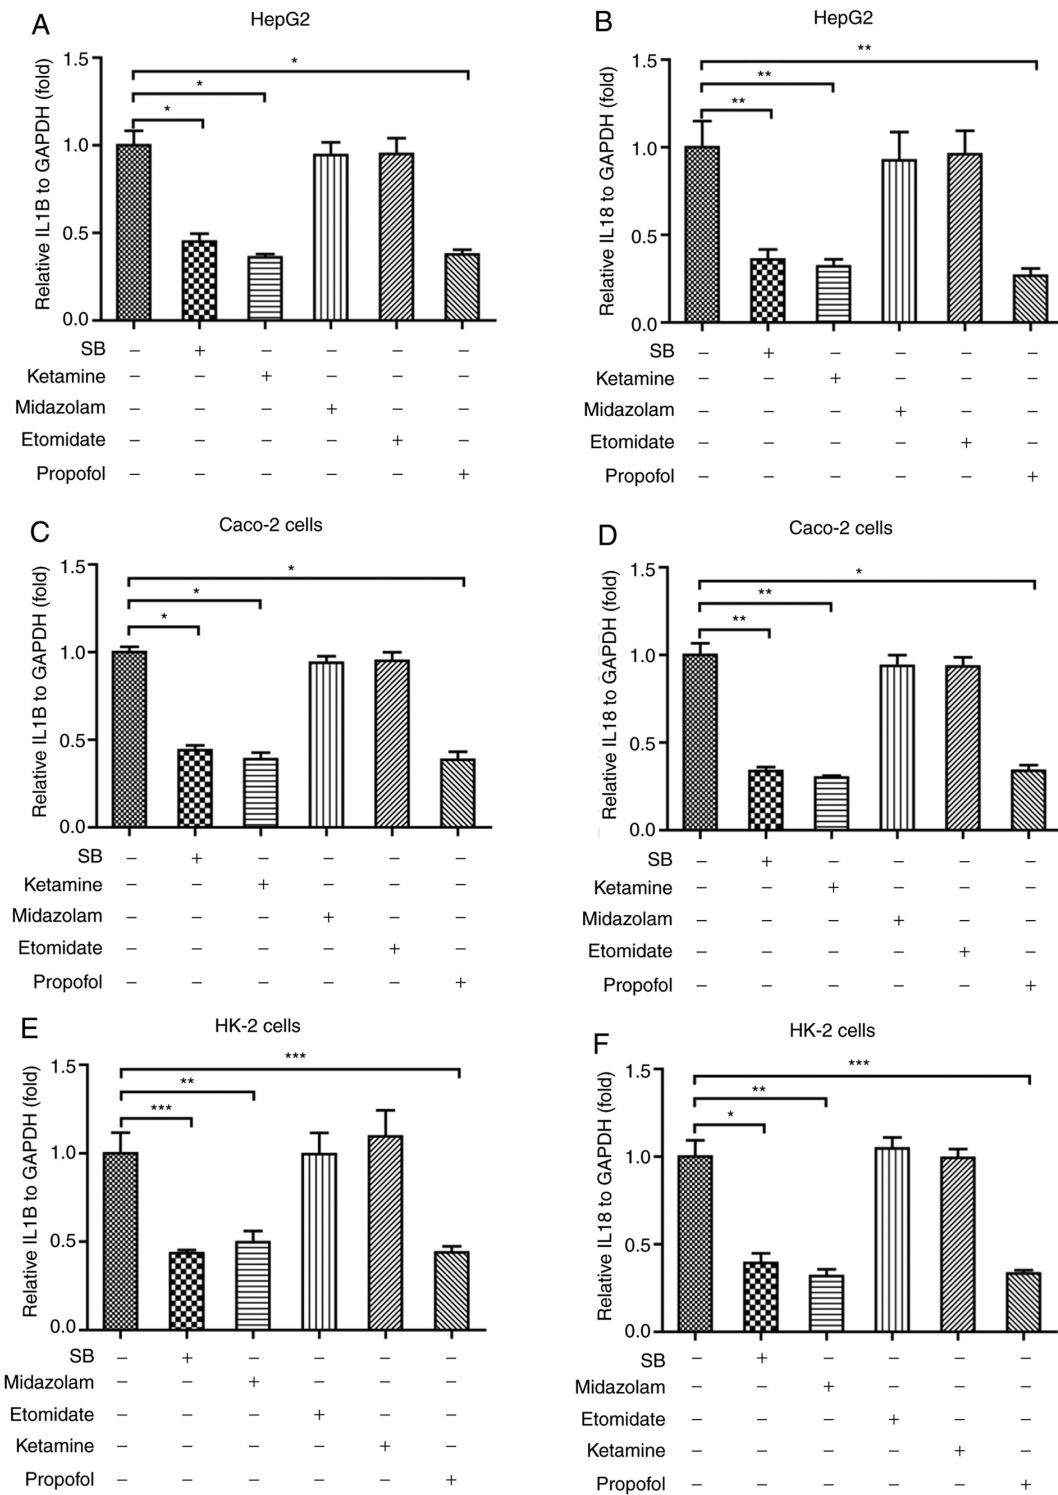 A
HepG2
Relative IL1B to GAPDH (fold)
1.5
1.0
0.5
0.0
*
*
*
SB – + – – – –
Ketamine – – + – – –
Midazolam – – – + – –
Etomidate – – – – + –
Propofol – – – – – +
B
HepG2
Relative IL18 to GAPDH (fold)
1.5
1.0
0.5
0.0
**
**
**
SB – + – – – –
Ketamine – – + – – –
Midazolam – – – + – –
Etomidate – – – – + –
Propofol – – – – – +
C
Caco-2 cells
Relative IL1B to GAPDH (fold)
1.5
1.0
0.5
0.0
*
*
*
SB – + – – – –
Ketamine – – + – – –
Midazolam – – – + – –
Etomidate – – – – + –
Propofol – – – – – +
D
Caco-2 cells
Relative IL18 to GAPDH (fold)
1.5
1.0
0.5
0.0
*
**
**
SB – + – – – –
Ketamine – – + – – –
Midazolam – – – + – –
Etomidate – – – – + –
Propofol – – – – – +
E
HK-2 cells
Relative IL1B to GAPDH (fold)
1.5
1.0
0.5
0.0
***
**
***
SB – + – – – –
Midazolam – – + – – –
Etomidate – – – + – –
Ketamine – – – – + –
Propofol – – – – – +
F
HK-2 cells
Relative IL18 to GAPDH (fold)
1.5
1.0
0.5
0.0
***
**
*
SB – + – – – –
Midazolam – – + – – –
Etomidate – – – + – –
Ketamine – – – – + –
Propofol – – – – – +